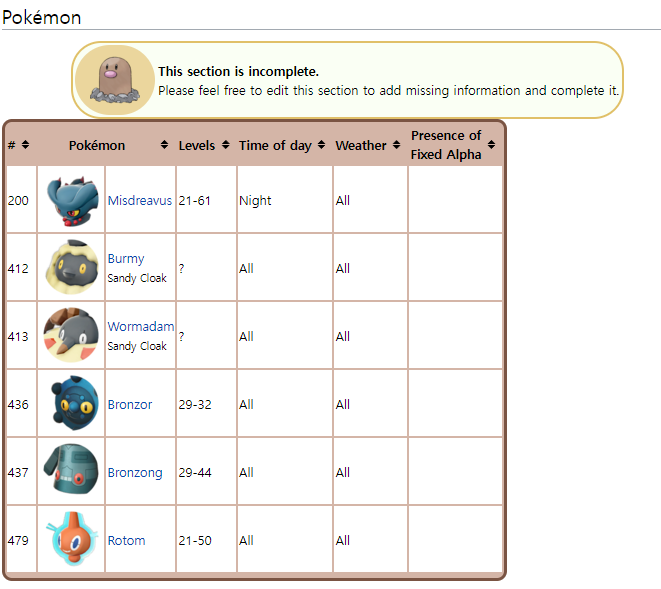 Pokémon
This section is incomplete.
Please feel free to edit this section to add missing information and complete it.
# Pokémon Levels Time of day Weather Presence of
Fixed Alpha
200 Misdreavus 21-61 Night All
412 Burmy
Sandy Cloak ? All All
413 Wormadam
Sandy Cloak ? All All
436 Bronzor 29-32 All All
437 Bronzong 29-44 All All
479 Rotom 21-50 All All